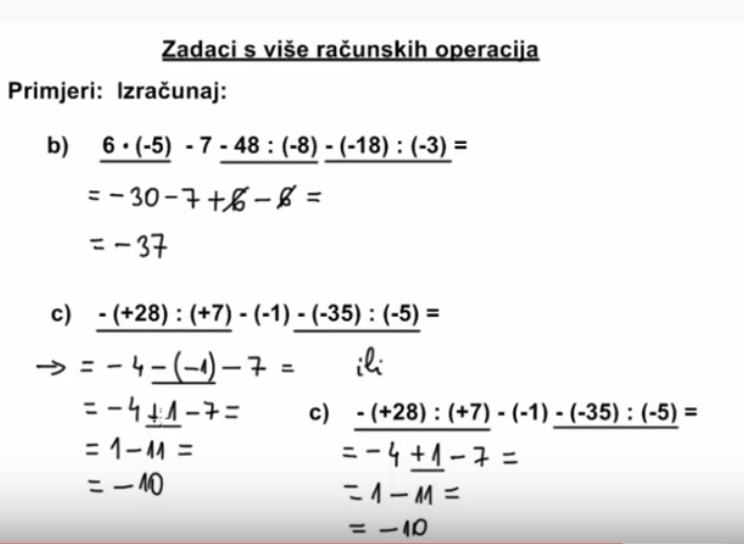 Zadaci s više računskih operacija
Primjeri: Izračunaj:
b) 6 · (-5) - 7 - 48 : (-8) - (-18) : (-3) =
= -30 - 7 + 6 - 6 =
= -37
c) - (+28) : (+7) - (-1) - (-35) : (-5) =
→ = -4 - (-1) - 7 =
= -4 + 1 - 7 =
= 1 - 11 =
= -10
ili
c) - (+28) : (+7) - (-1) - (-35) : (-5) =
= -4 + 1 - 7 =
= 1 - 11 =
= -10